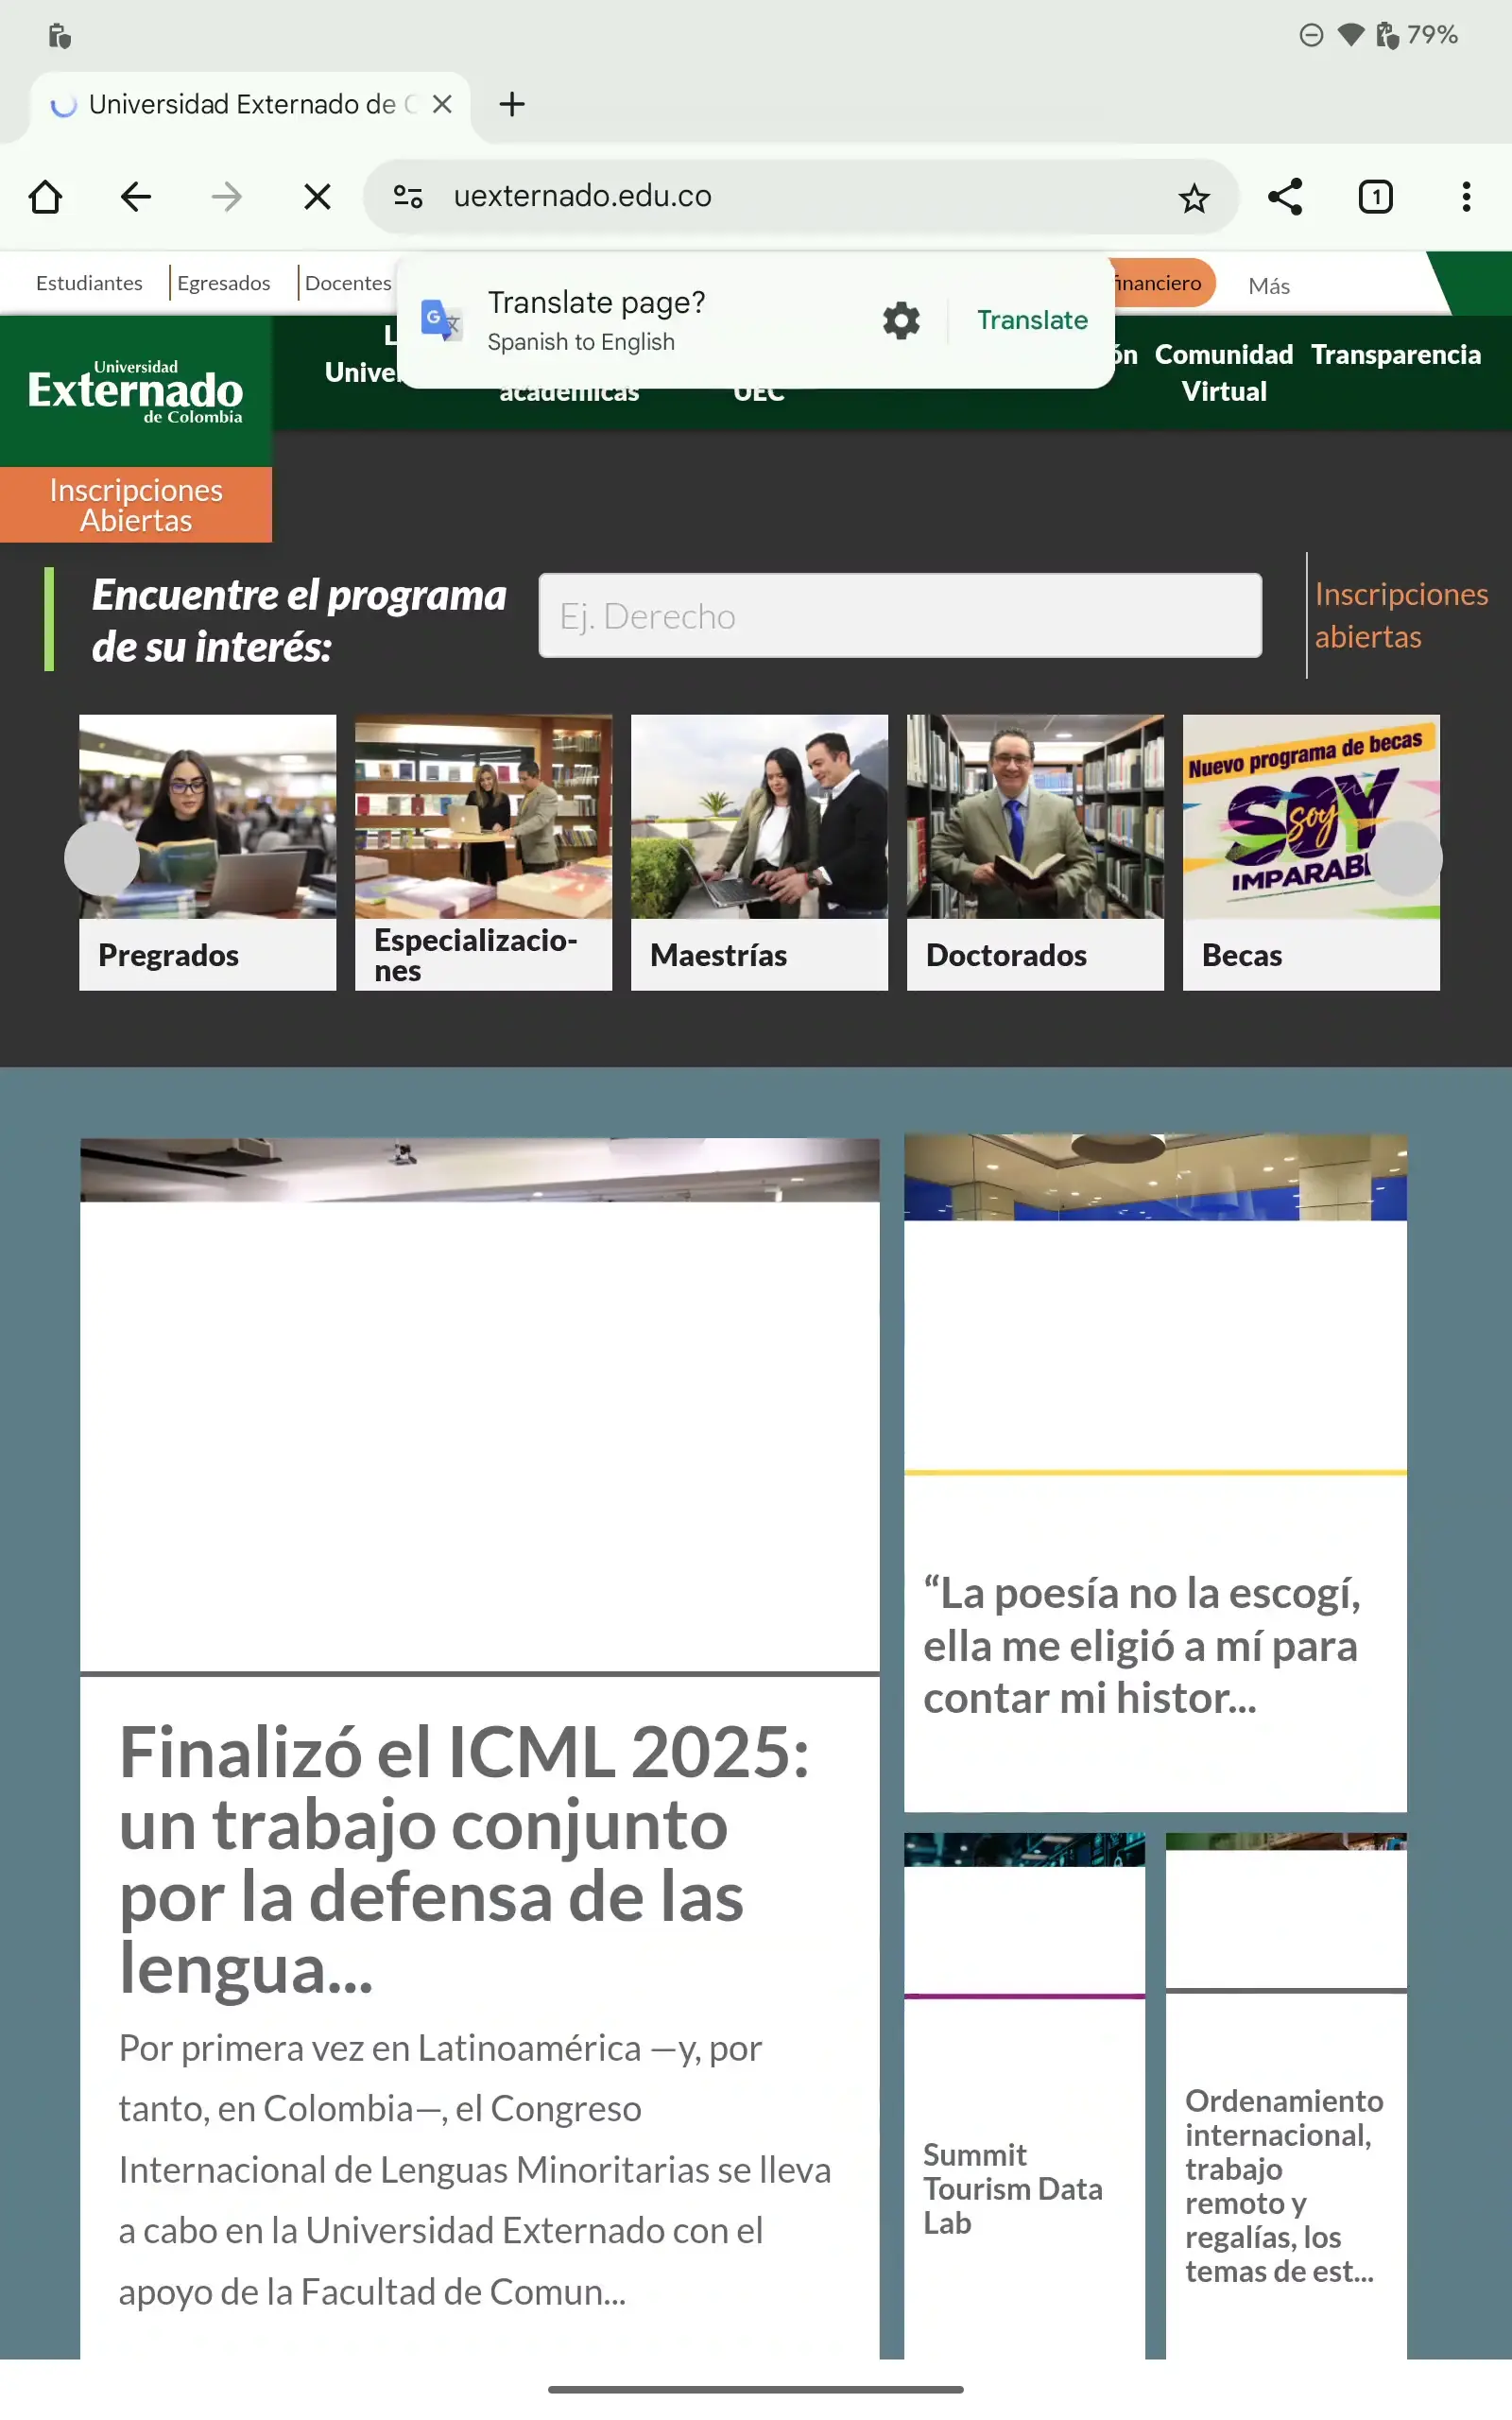 79%
Universidad Externado de
uexternado.edu.co
1
Estudiantes
Egresados
Docentes
Más
Translate page?
Spanish to English
Translate
Universidad
Externado
de Colombia
académicas
UEC
Comunidad
Virtual
Transparencia
Inscripciones
Abiertas
Encuentre el programa
de su interés:
Ej. Derecho
Inscripciones
abiertas
Nuevo programa de becas
SOY
soy
Pregrados
Especializacio-
nes
Maestrías
Doctorados
Becas
“La poesía no la escogí,
ella me eligió a mí para
contar mi histor...
Finalizó el ICML 2025:
un trabajo conjunto
por la defensa de las
lengua...
Por primera vez en Latinoamérica —y, por
tanto, en Colombia—, el Congreso
Internacional de Lenguas Minoritarias se lleva
a cabo en la Universidad Externado con el
apoyo de la Facultad de Comun...
Summit
Tourism Data
Lab
Ordenamiento
internacional,
trabajo
remoto y
regalías, los
temas de est...